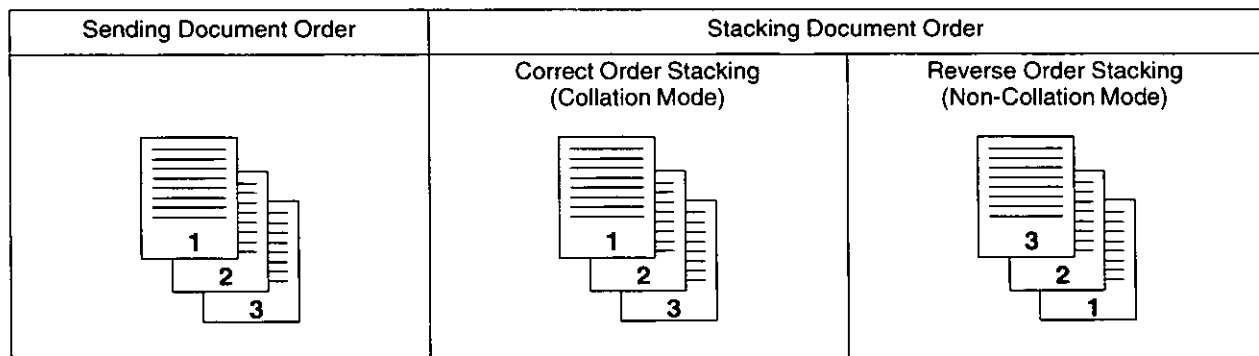 Sending Document Order
Stacking Document Order
Correct Order Stacking
(Collation Mode)
Reverse Order Stacking
(Non-Collation Mode)
1
2
3
1
2
3
3
2
1